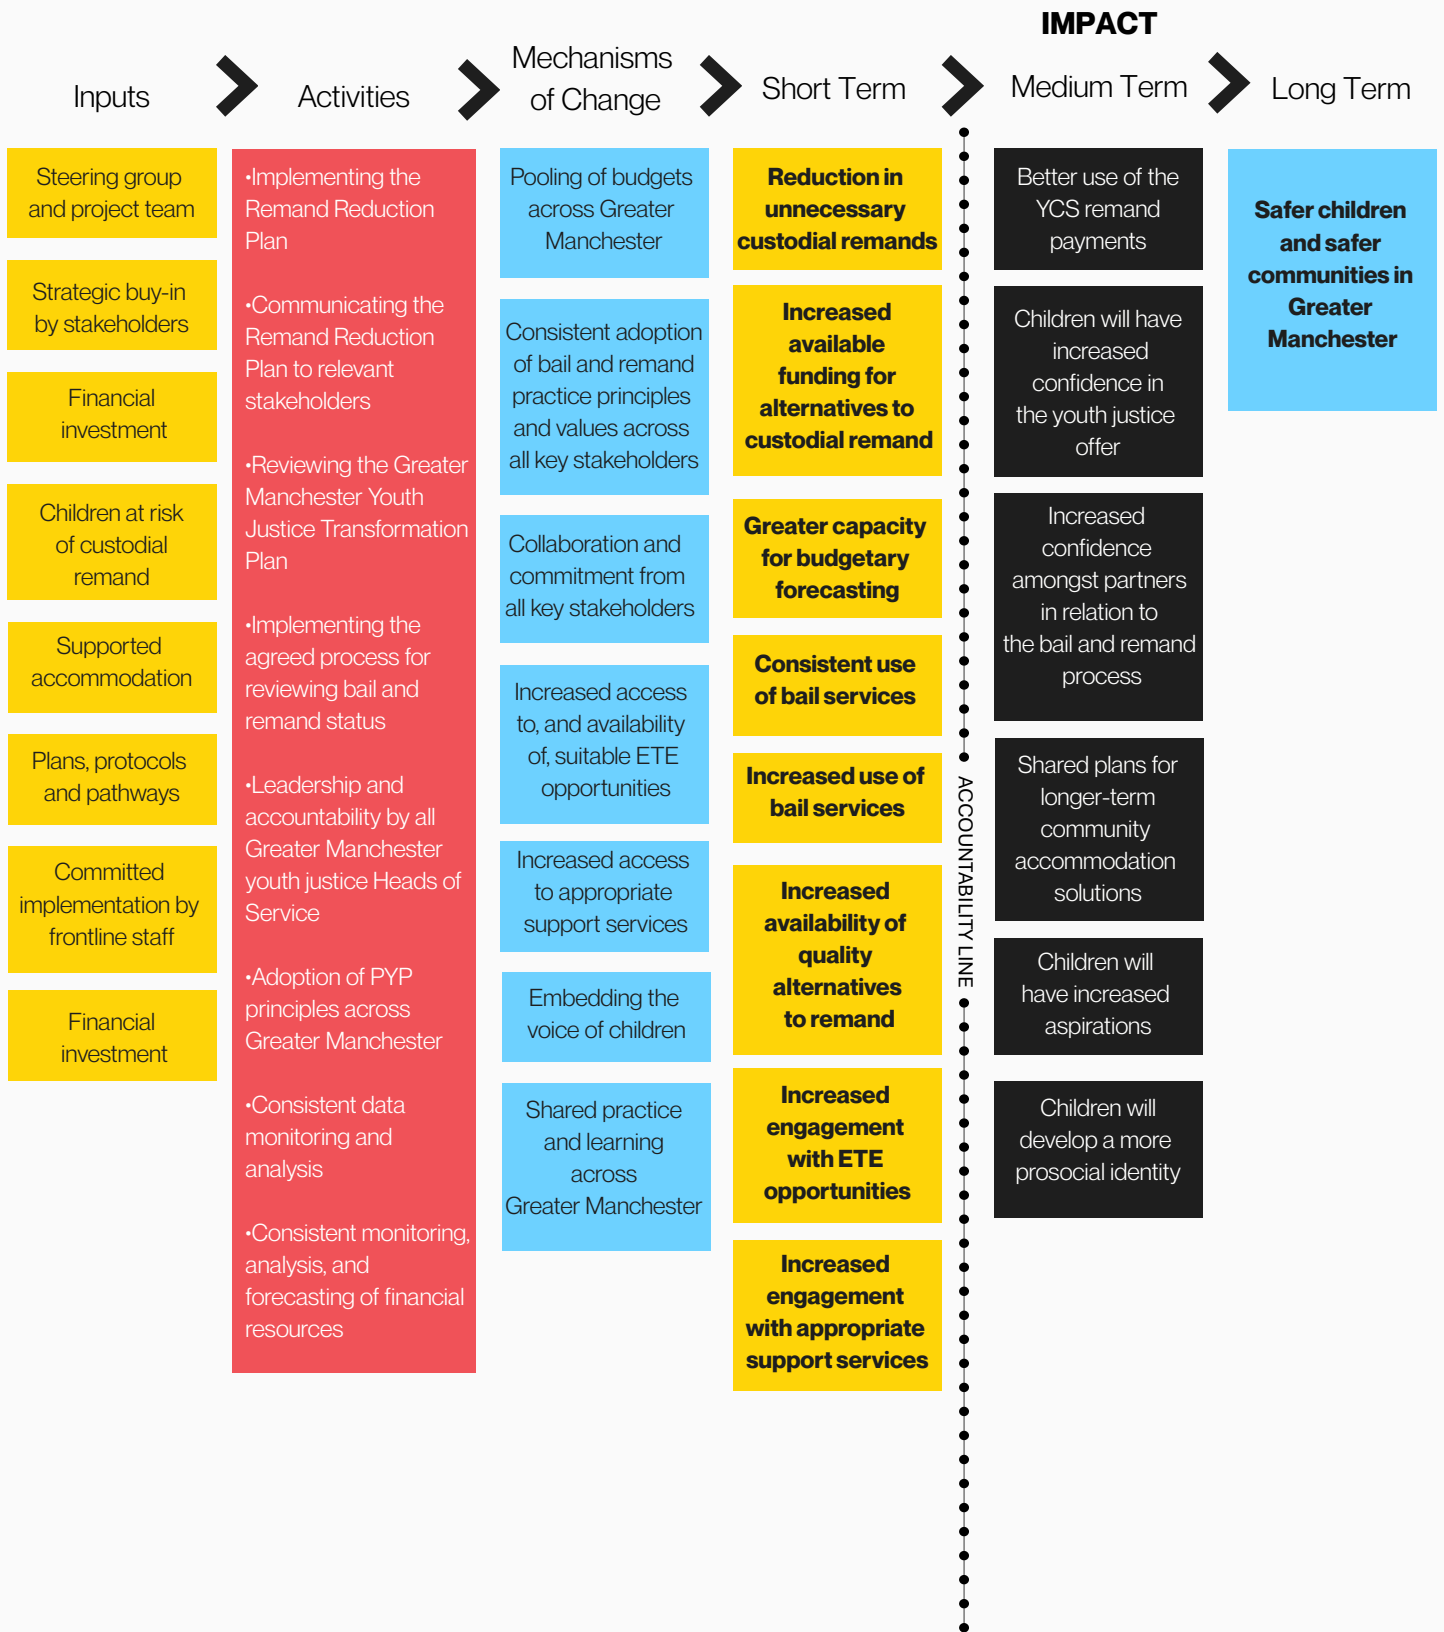 IMPACT
Inputs
Activities
Mechanisms
of Change
Short Term
Medium Term
Long Term
Steering group
and project team
Strategic buy-in
by stakeholders
Financial
investment
Children at risk
of custodial
remand
Supported
accommodation
Plans, protocols
and pathways
Committed
implementation by
frontline staff
Financial
investment
•Implementing the
Remand Reduction
Plan
•Communicating the
Remand Reduction
Plan to relevant
stakeholders
•Reviewing the Greater
Manchester Youth
Justice Transformation
Plan
•Implementing the
agreed process for
reviewing bail and
remand status
•Leadership and
accountability by all
Greater Manchester
youth justice Heads of
Service
•Adoption of PYP
principles across
Greater Manchester
•Consistent data
monitoring and
analysis
•Consistent monitoring,
analysis, and
forecasting of financial
resources
Pooling of budgets
across Greater
Manchester
Consistent adoption
of bail and remand
practice principles
and values across
all key stakeholders
Collaboration and
commitment from
all key stakeholders
Increased access
to, and availability
of, suitable ETE
opportunities
Increased access
to appropriate
support services
Embedding the
voice of children
Shared practice
and learning
across
Greater Manchester
Reduction in
unnecessary
custodial remands
Increased
available
funding for
alternatives to
custodial remand
Greater capacity
for budgetary
forecasting
Consistent use
of bail services
Increased use of
bail services
Increased
availability of
quality
alternatives
to remand
Increased
engagement
with ETE
opportunities
Increased
engagement
with appropriate
support services
ACCOUNTABILITY LINE
Better use of the
YCS remand
payments
Children will have
increased
confidence in
the youth justice
offer
Increased
confidence
amongst partners
in relation to
the bail and remand
process
Shared plans for
longer-term
community
accommodation
solutions
Children will
have increased
aspirations
Children will
develop a more
prosocial identity
Safer children
and safer
communities in
Greater
Manchester